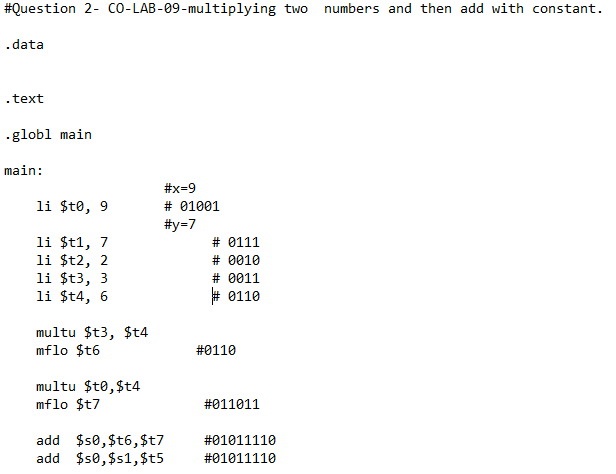 #Question 2- CO-LAB-09-multiplying two  numbers and then add with constant.
.data
.text
.globl main
main:
#x=9
li $t0, 9       # 01001
#y=7
li $t1, 7             # 0111
li $t2, 2             # 0010
li $t3, 3             # 0011
li $t4, 6             # 0110
multu $t3, $t4
mflo $t6            #0110
multu $t0,$t4
mflo $t7             #011011
add  $s0,$t6,$t7     #01011110
add  $s0,$s1,$t5     #01011110